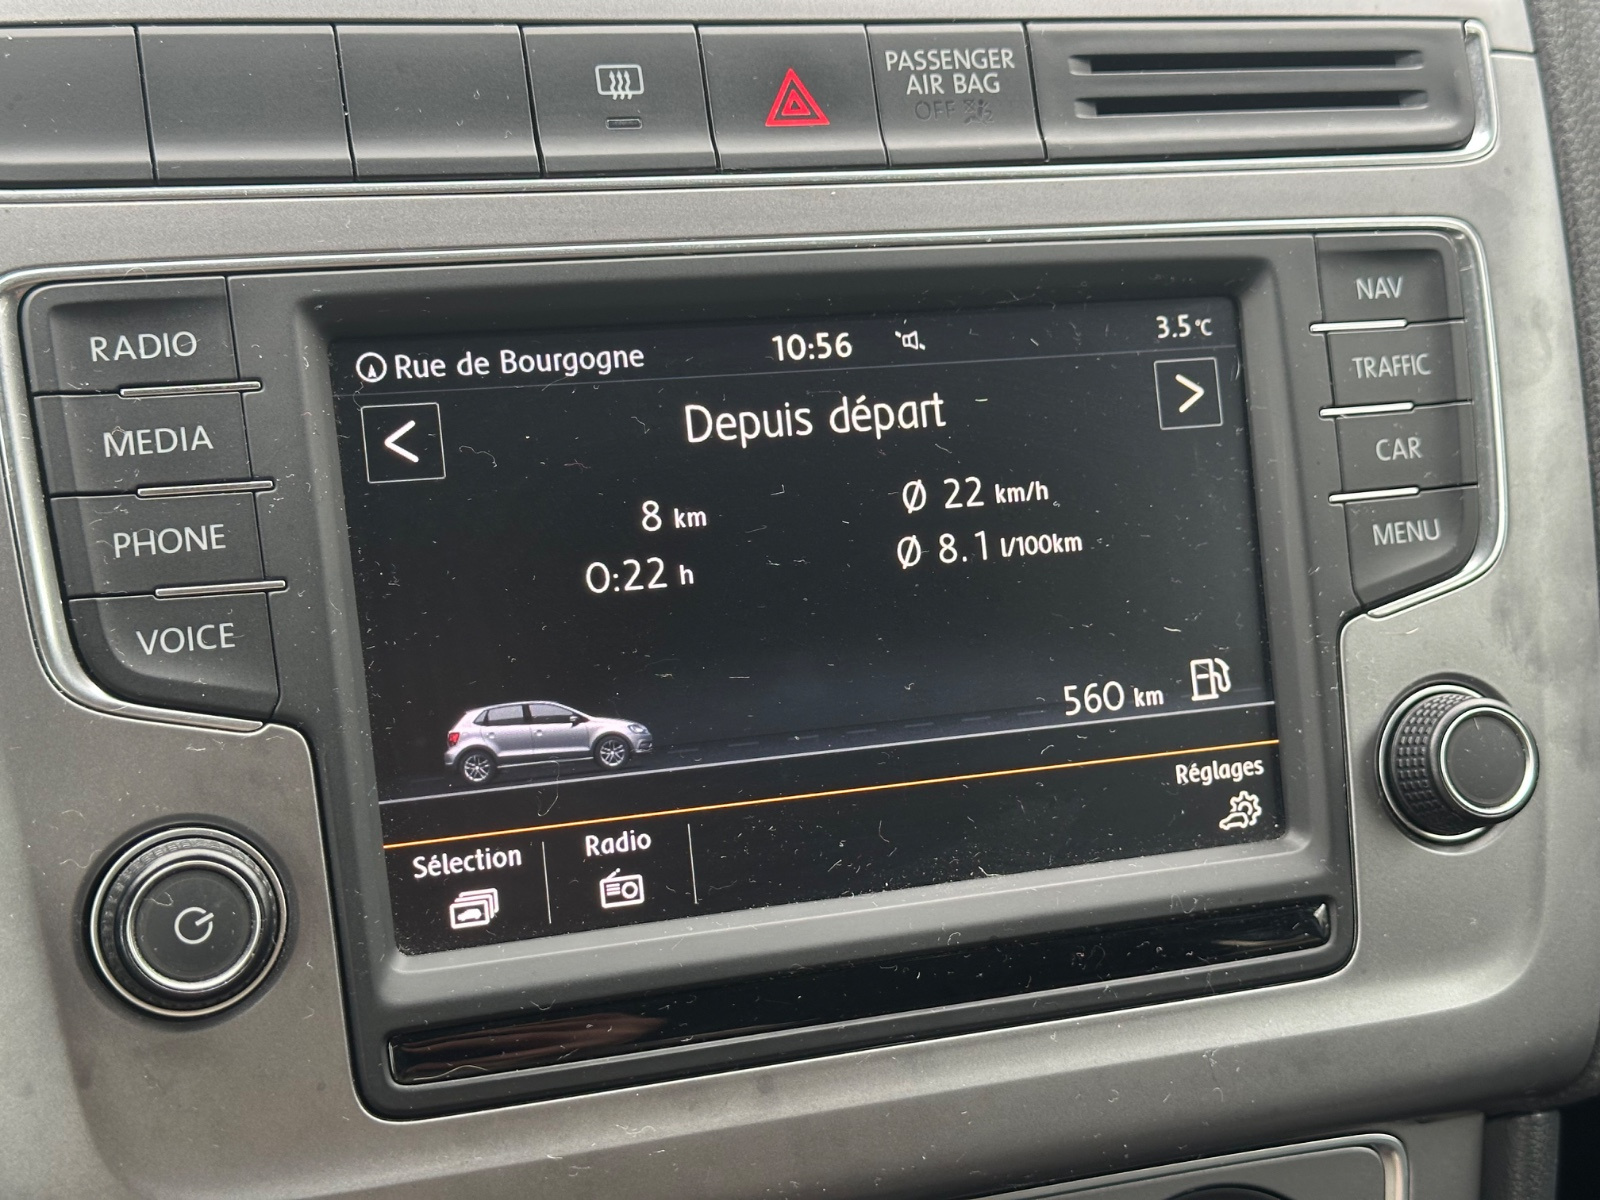 PASSENGER
AIR BAG
OFF
RADIO
MEDIA
PHONE
VOICE
NAV
TRAFFIC
CAR
MENU
Rue de Bourgogne 10:56 3.5 °C
< Depuis départ >
8 km Ø 22 km/h
0:22 h Ø 8.1 l/100km
560 km
Réglages
Sélection Radio